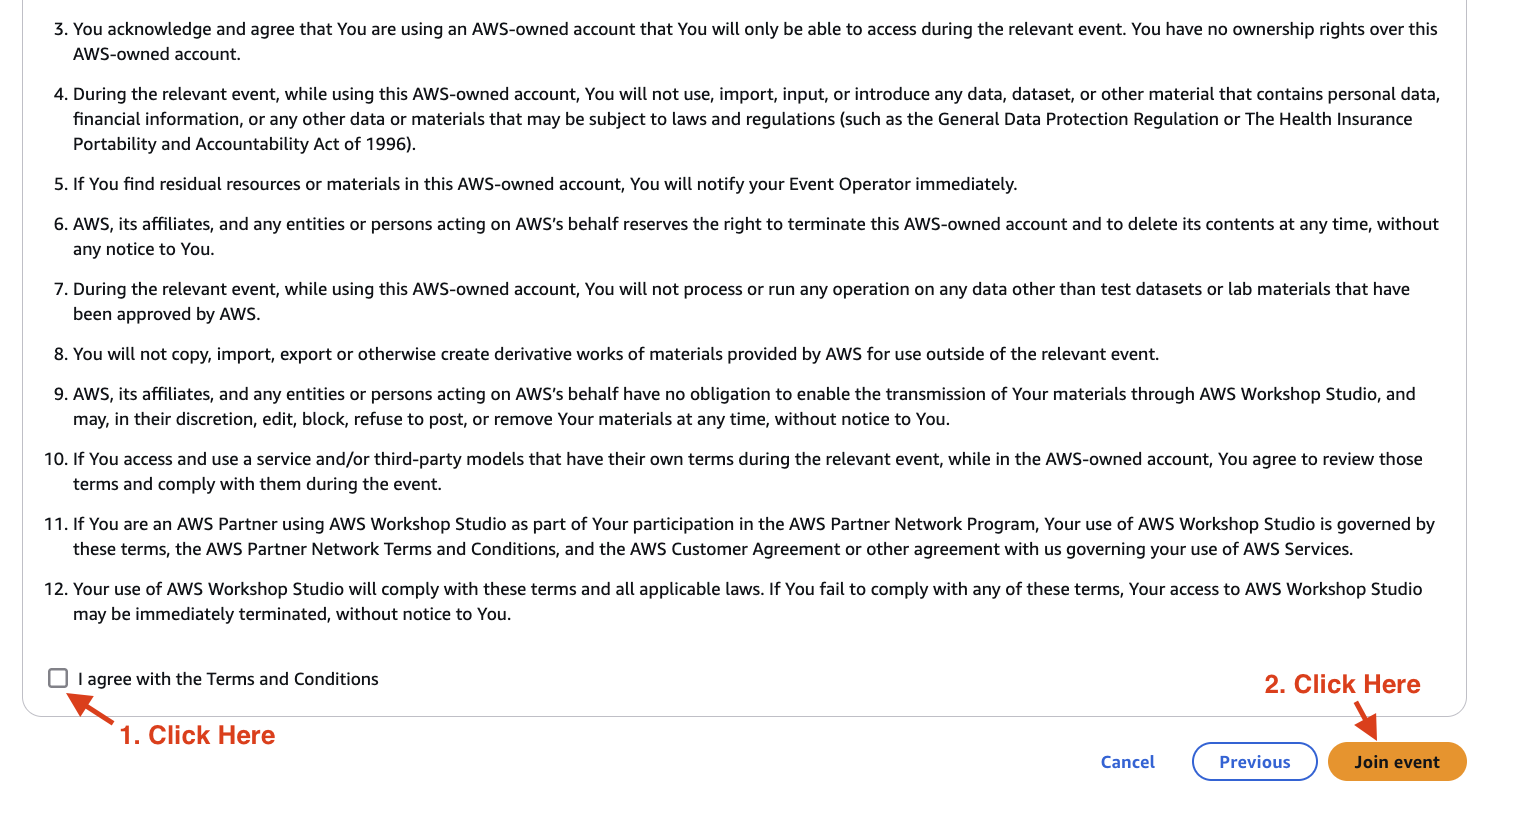 3. You acknowledge and agree that You are using an AWS-owned account that You will only be able to access during the relevant event. You have no ownership rights over this
AWS-owned account.
4. During the relevant event, while using this AWS-owned account, You will not use, import, input, or introduce any data, dataset, or other material that contains personal data,
financial information, or any other data or materials that may be subject to laws and regulations (such as the General Data Protection Regulation or The Health Insurance
Portability and Accountability Act of 1996).
5. If You find residual resources or materials in this AWS-owned account, You will notify your Event Operator immediately.
6. AWS, its affiliates, and any entities or persons acting on AWS’s behalf reserves the right to terminate this AWS-owned account and to delete its contents at any time, without
any notice to You.
7. During the relevant event, while using this AWS-owned account, You will not process or run any operation on any data other than test datasets or lab materials that have
been approved by AWS.
8. You will not copy, import, export or otherwise create derivative works of materials provided by AWS for use outside of the relevant event.
9. AWS, its affiliates, and any entities or persons acting on AWS’s behalf have no obligation to enable the transmission of Your materials through AWS Workshop Studio, and
may, in their discretion, edit, block, refuse to post, or remove Your materials at any time, without notice to You.
10. If You access and use a service and/or third-party models that have their own terms during the relevant event, while in the AWS-owned account, You agree to review those
terms and comply with them during the event.
11. If You are an AWS Partner using AWS Workshop Studio as part of Your participation in the AWS Partner Network Program, Your use of AWS Workshop Studio is governed by
these terms, the AWS Partner Network Terms and Conditions, and the AWS Customer Agreement or other agreement with us governing your use of AWS Services.
12. Your use of AWS Workshop Studio will comply with these terms and all applicable laws. If You fail to comply with any of these terms, Your access to AWS Workshop Studio
may be immediately terminated, without notice to You.
I agree with the Terms and Conditions
1. Click Here
2. Click Here
Cancel
Previous
Join event